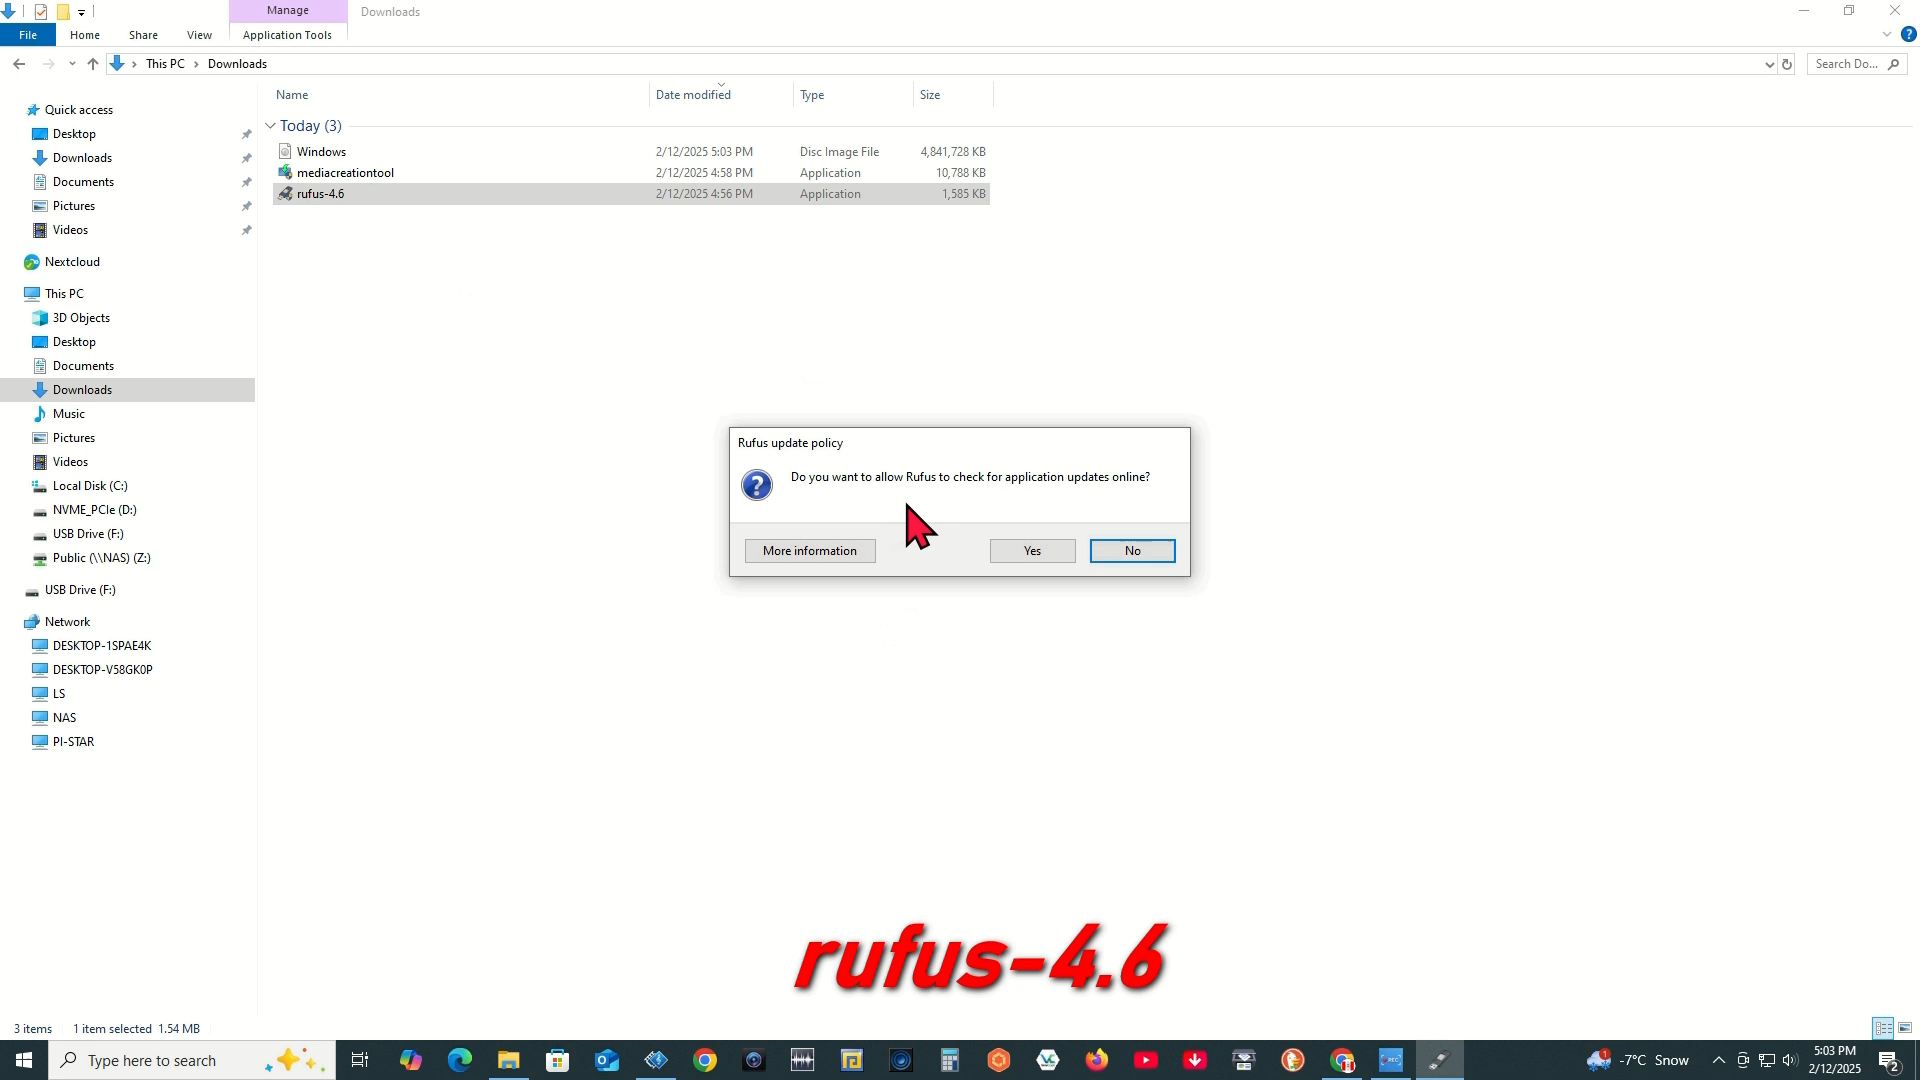 Manage
Downloads
File
Home
Share
View
Application Tools
This PC
Downloads
Search Do...
Name
Date modified
Type
Size
Quick access
Desktop
Downloads
Documents
Pictures
Videos
Nextcloud
This PC
3D Objects
Desktop
Documents
Downloads
Music
Pictures
Videos
Local Disk (C:)
NVME_PCIe (D:)
USB Drive (F:)
Public (\\NAS) (Z:)
USB Drive (F:)
Network
DESKTOP-1SPAE4K
DESKTOP-V58GK0P
LS
NAS
PI-STAR
Today (3)
Windows 2/12/2025 5:03 PM Disc Image File 4,841,728 KB
mediacreationtool 2/12/2025 4:58 PM Application 10,788 KB
rufus-4.6 2/12/2025 4:56 PM Application 1,585 KB
Rufus update policy
Do you want to allow Rufus to check for application updates online?
More information
Yes
No
rufus-4.6
3 items
1 item selected 1.54 MB
Type here to search
-7°C Snow
5:03 PM
2/12/2025
2